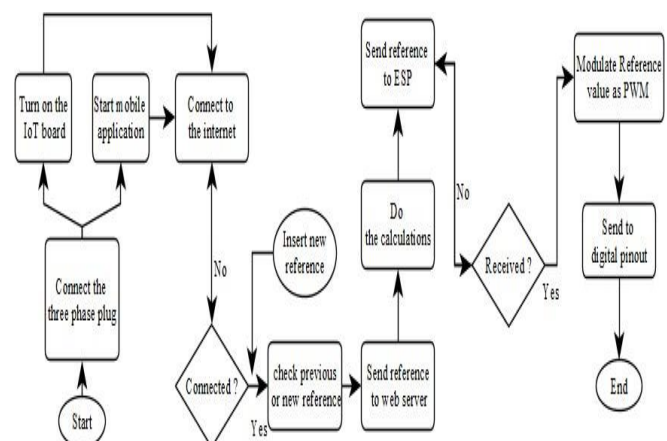 Start
Connect the
three phase plug
Turn on the
IoT board
Start mobile
application
Connect to
the internet
No
Connected ?
Yes
Insert new
reference
check previous
or new reference
Send reference
to web server
Do
the calculations
Send reference
to ESP
No
Received ?
Yes
Modulate Reference
value as PWM
Send to
digital pinout
End